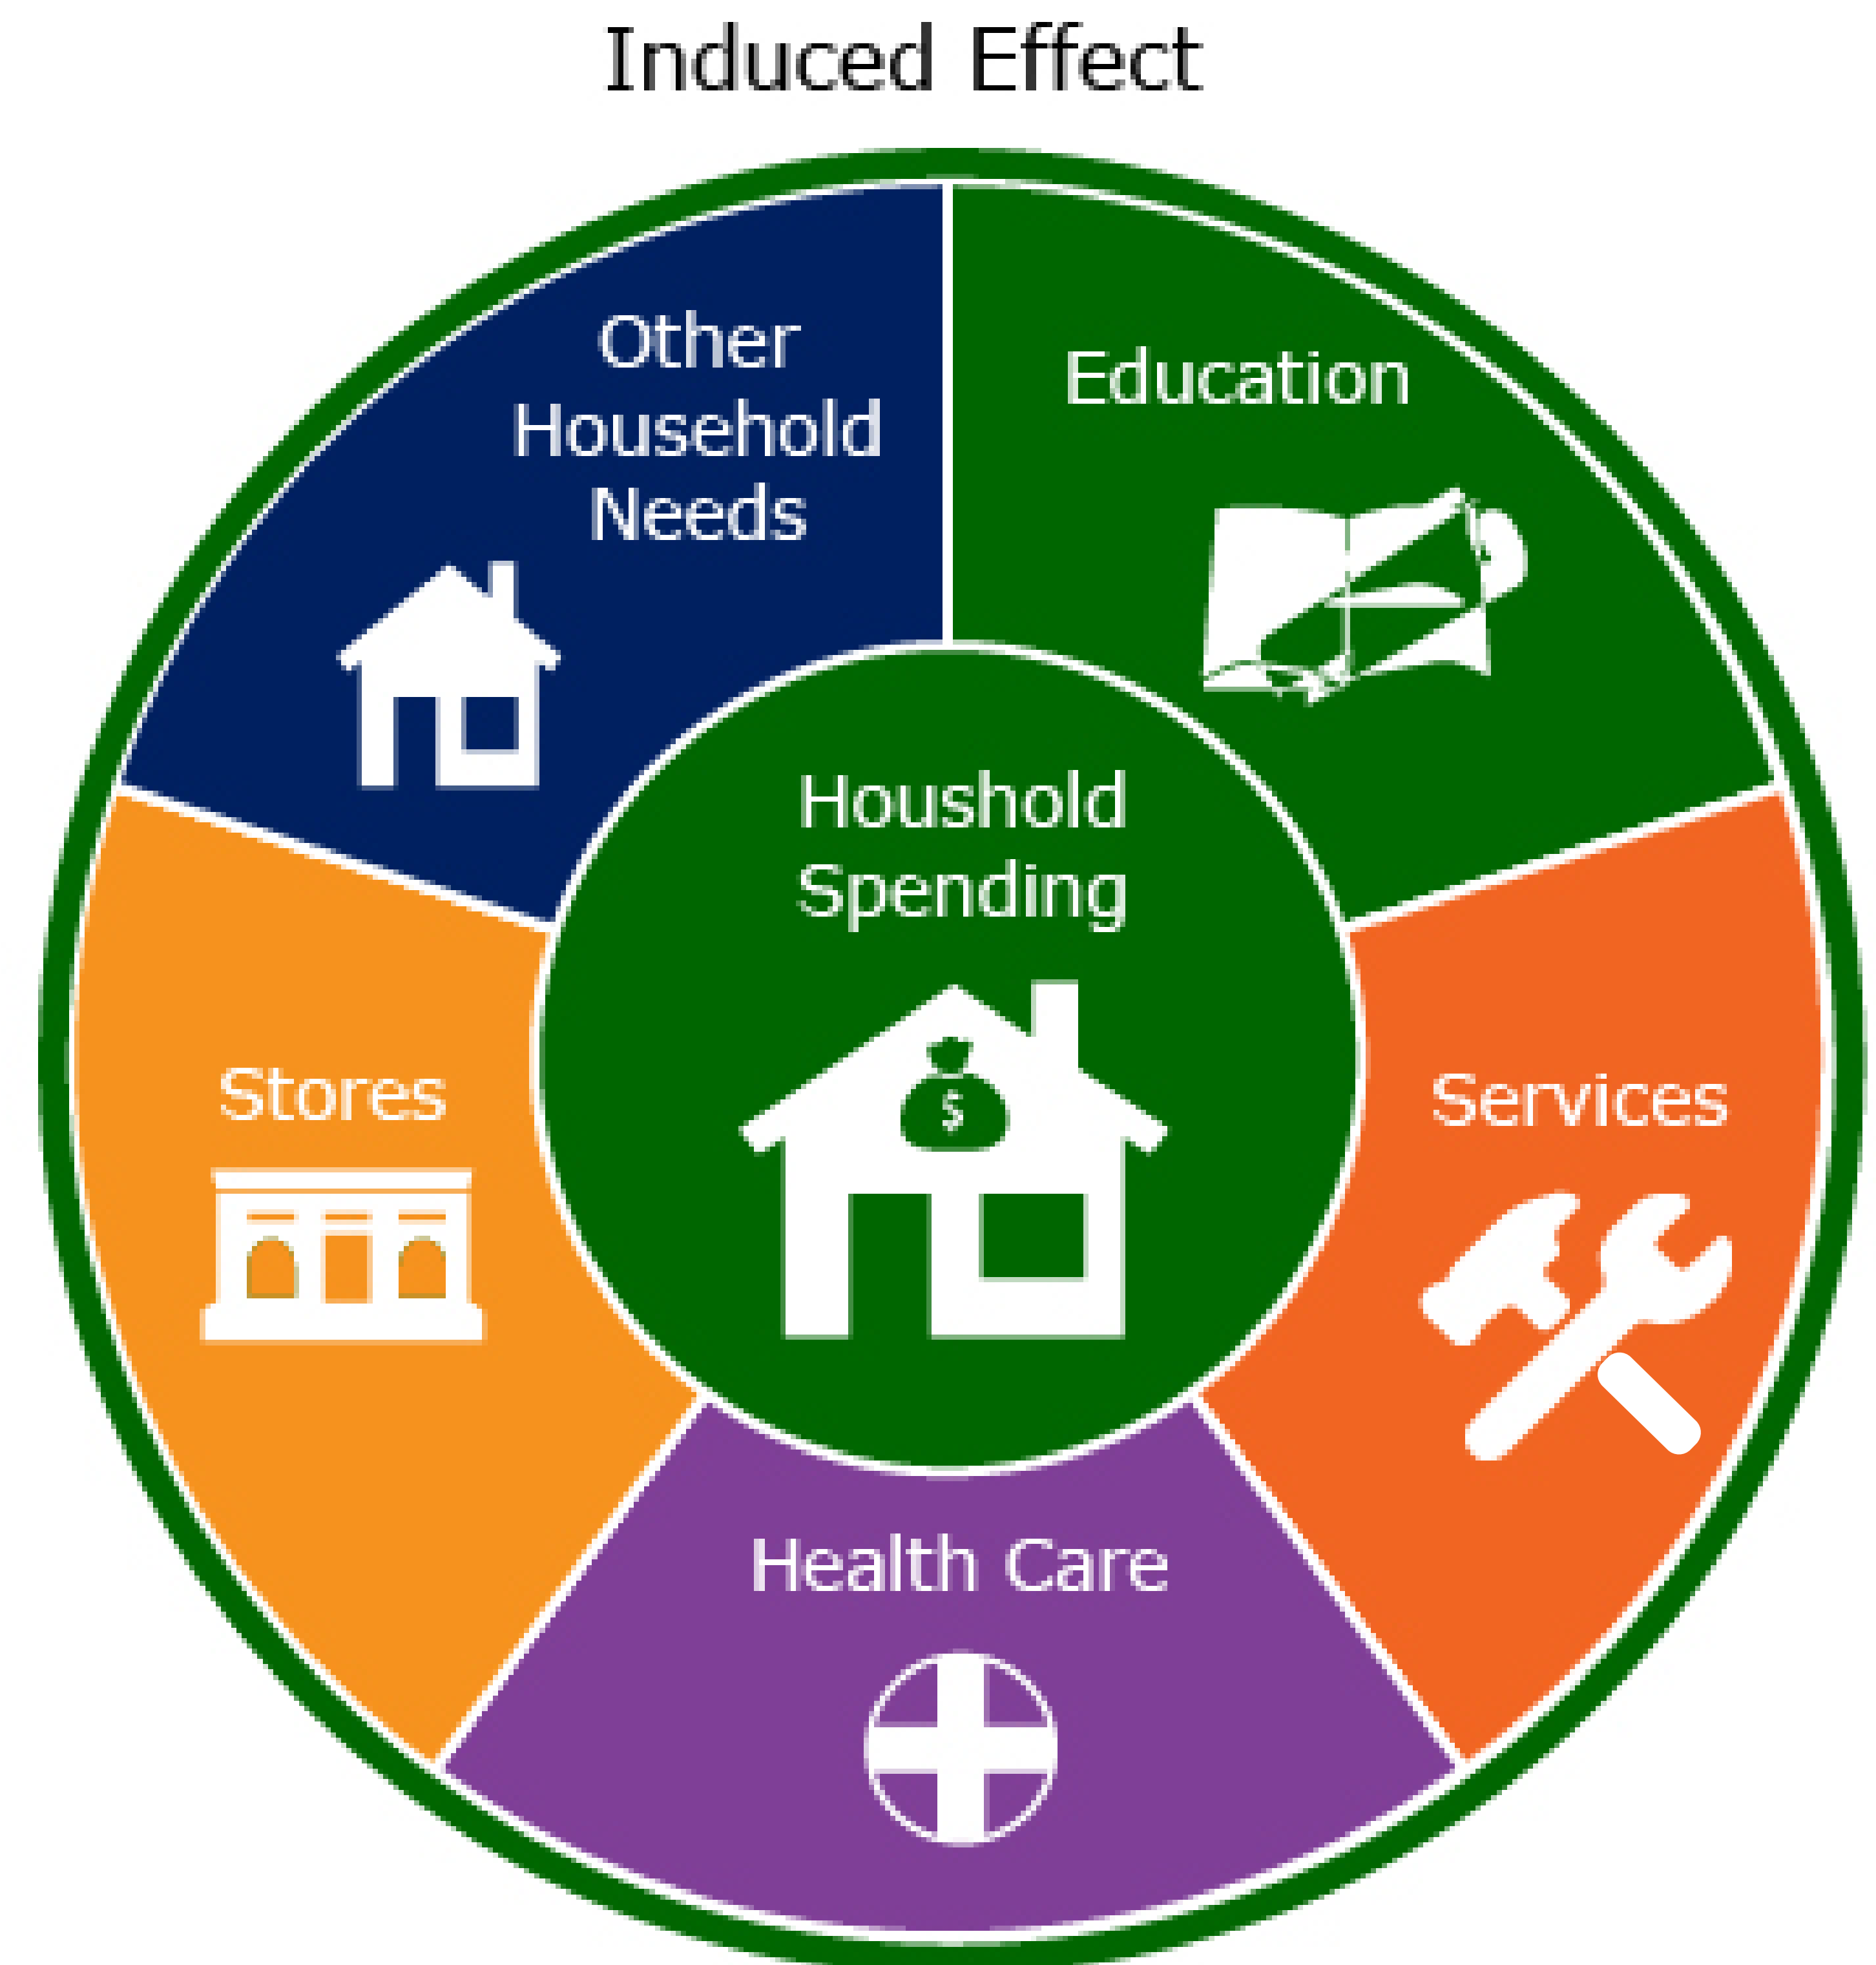 Induced Effect
Other
Household
Needs
Education
Houshold
Spending
$
Stores
Services
Health Care